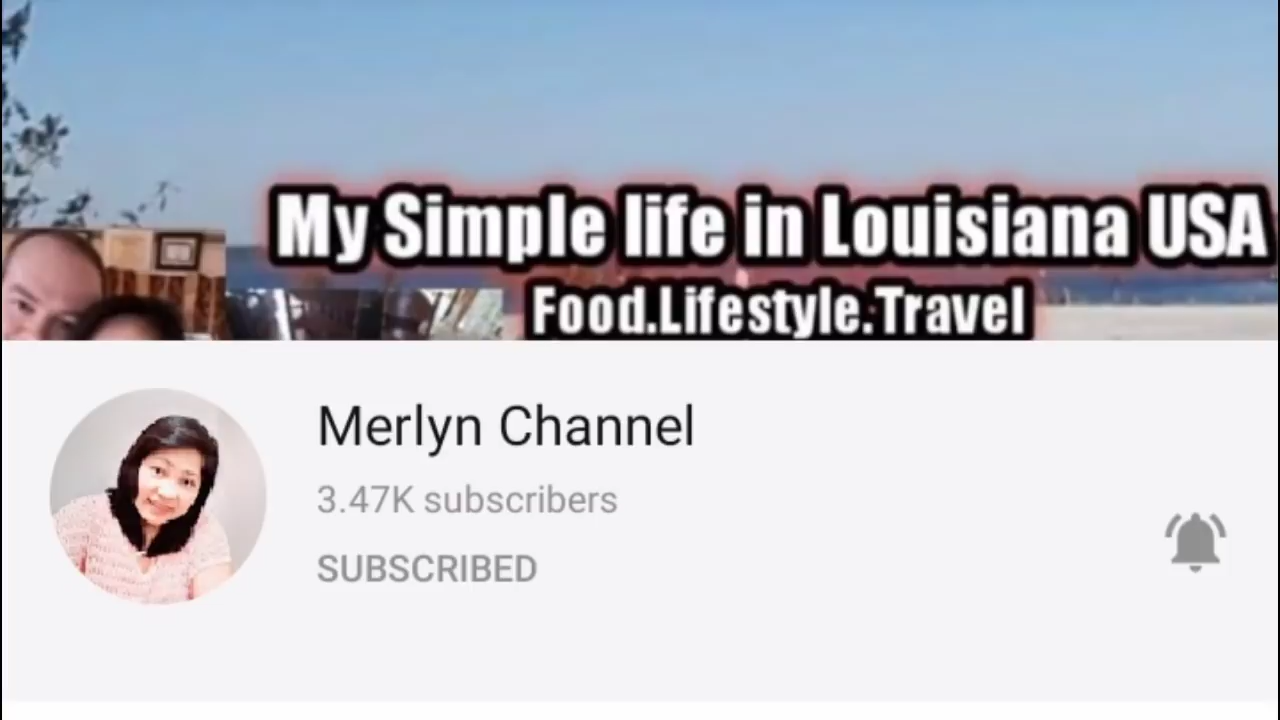 My Simple life in Louisiana USA
Food.Lifestyle.Travel
Merlyn Channel
3.47K subscribers
SUBSCRIBED